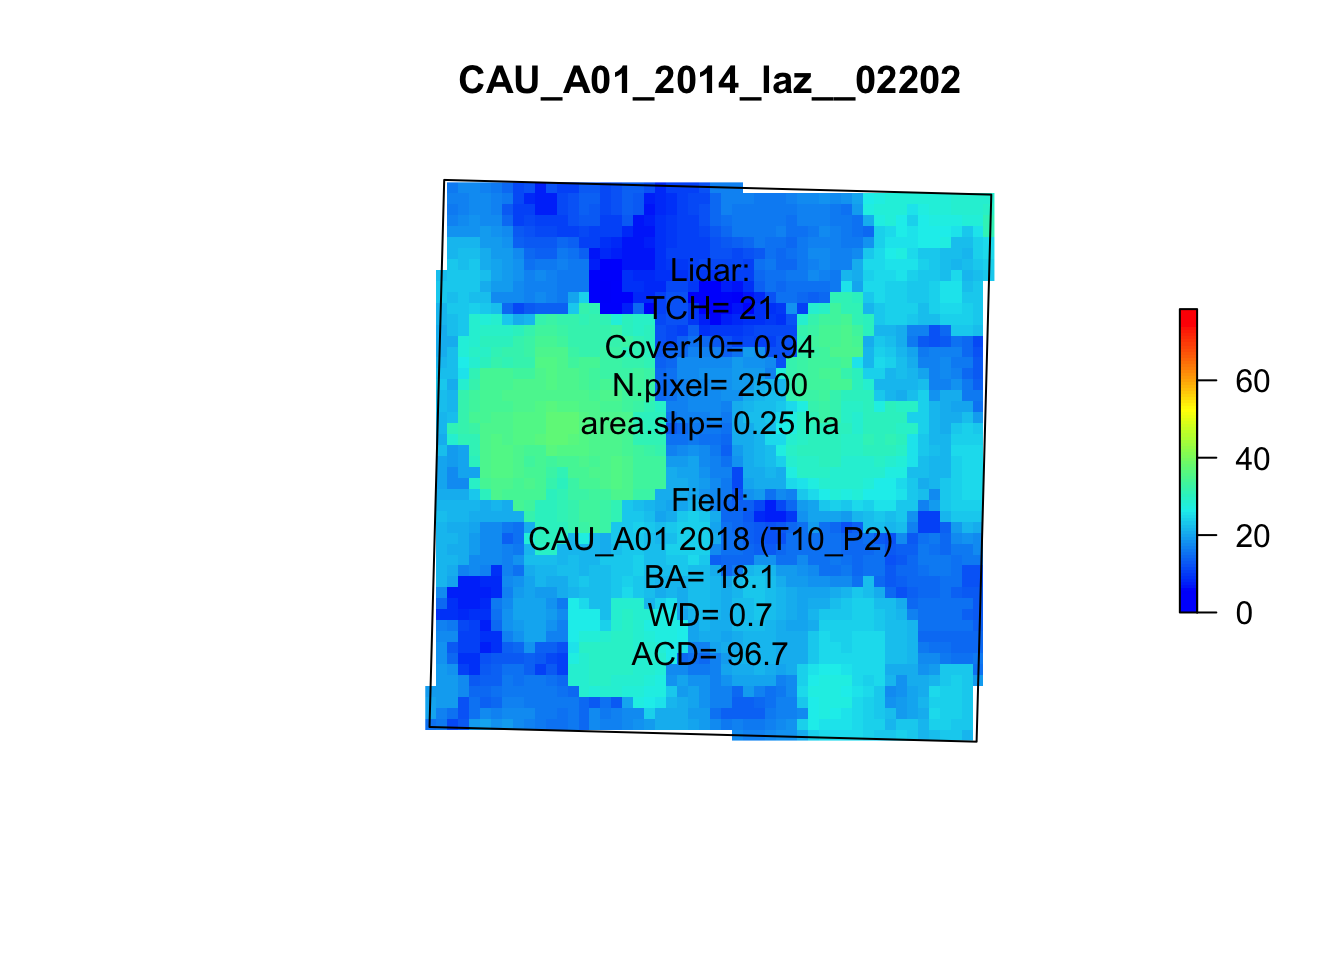 CAU_A01_2014_laz__02202
Lidar:
TCH= 21
Cover10= 0.94
N.pixel= 2500
area.shp= 0.25 ha
Field:
CAU_A01 2018 (T10_P2)
BA= 18.1
WD= 0.7
ACD= 96.7
60
40
20
0